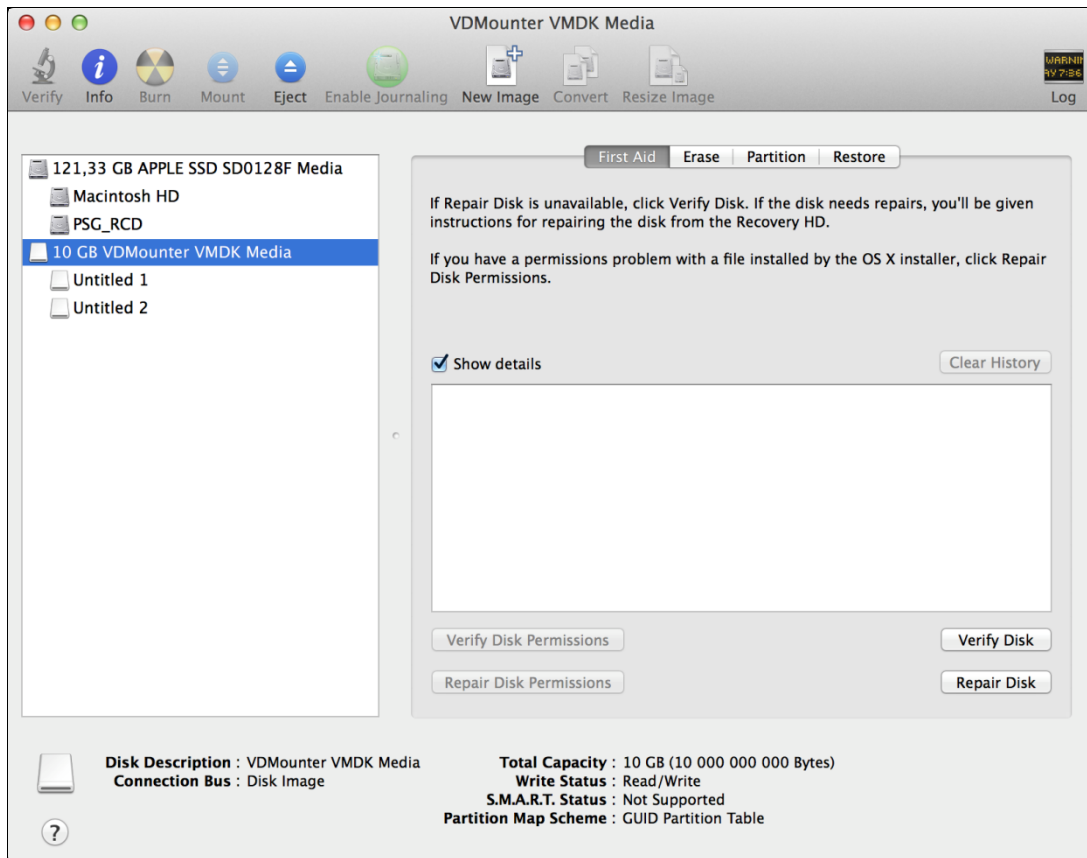 VDMounter VMDK Media
Verify Info Burn Mount Eject Enable Journaling New Image Convert Resize Image Log
WARNIN
AY 7:36
121,33 GB APPLE SSD SD0128F Media
Macintosh HD
PSG_RCD
10 GB VDMounter VMDK Media
Untitled 1
Untitled 2
First Aid Erase Partition Restore
If Repair Disk is unavailable, click Verify Disk. If the disk needs repairs, you'll be given
instructions for repairing the disk from the Recovery HD.
If you have a permissions problem with a file installed by the OS X installer, click Repair
Disk Permissions.
Show details Clear History
Verify Disk Permissions Verify Disk
Repair Disk Permissions Repair Disk
Disk Description : VDMounter VMDK Media
Connection Bus : Disk Image
Total Capacity : 10 GB (10 000 000 000 Bytes)
Write Status : Read/Write
S.M.A.R.T. Status : Not Supported
Partition Map Scheme : GUID Partition Table
?